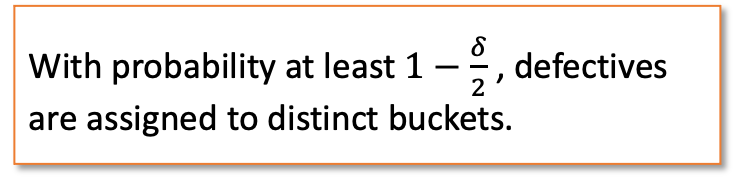 With probability at least 1 − δ/2 , defectives
are assigned to distinct buckets.